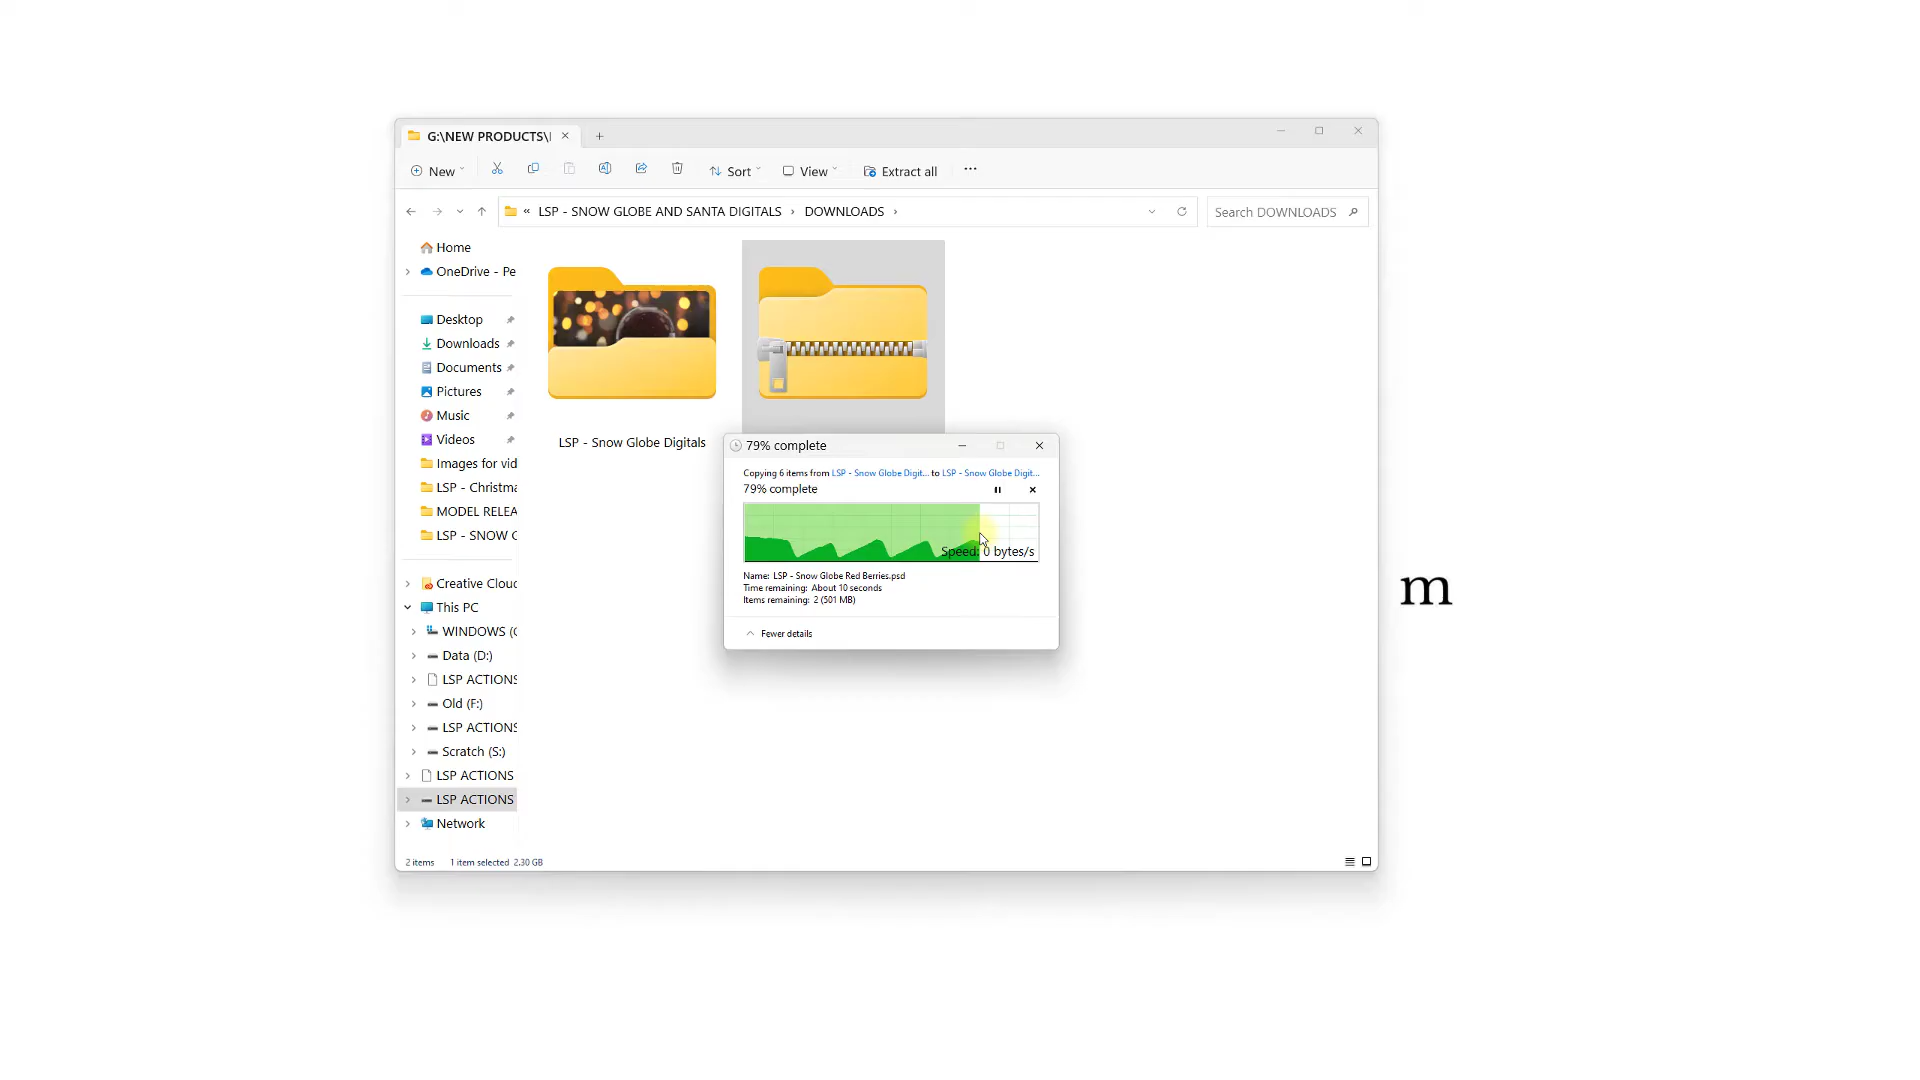 G:\NEW PRODUCTS\
New
Sort
View
Extract all
LSP - SNOW GLOBE AND SANTA DIGITALS
DOWNLOADS
Search DOWNLOADS
Home
OneDrive - Pe
Desktop
Downloads
Documents
Pictures
Music
Videos
Images for vid
LSP - Christma
MODEL RELEA
LSP - SNOW G
Creative Cloud
This PC
WINDOWS (C
Data (D:)
LSP ACTIONS
Old (F:)
LSP ACTIONS
Scratch (S:)
LSP ACTIONS
LSP ACTIONS
Network
LSP - Snow Globe Digitals
79% complete
Copying 6 items from LSP - Snow Globe Digit... to LSP - Snow Globe Digit...
79% complete
Speed: 0 bytes/s
Name: LSP - Snow Globe Red Berries.psd
Time remaining: About 10 seconds
Items remaining: 2 (501 MB)
Fewer details
m
2 items 1 item selected 2.30 GB